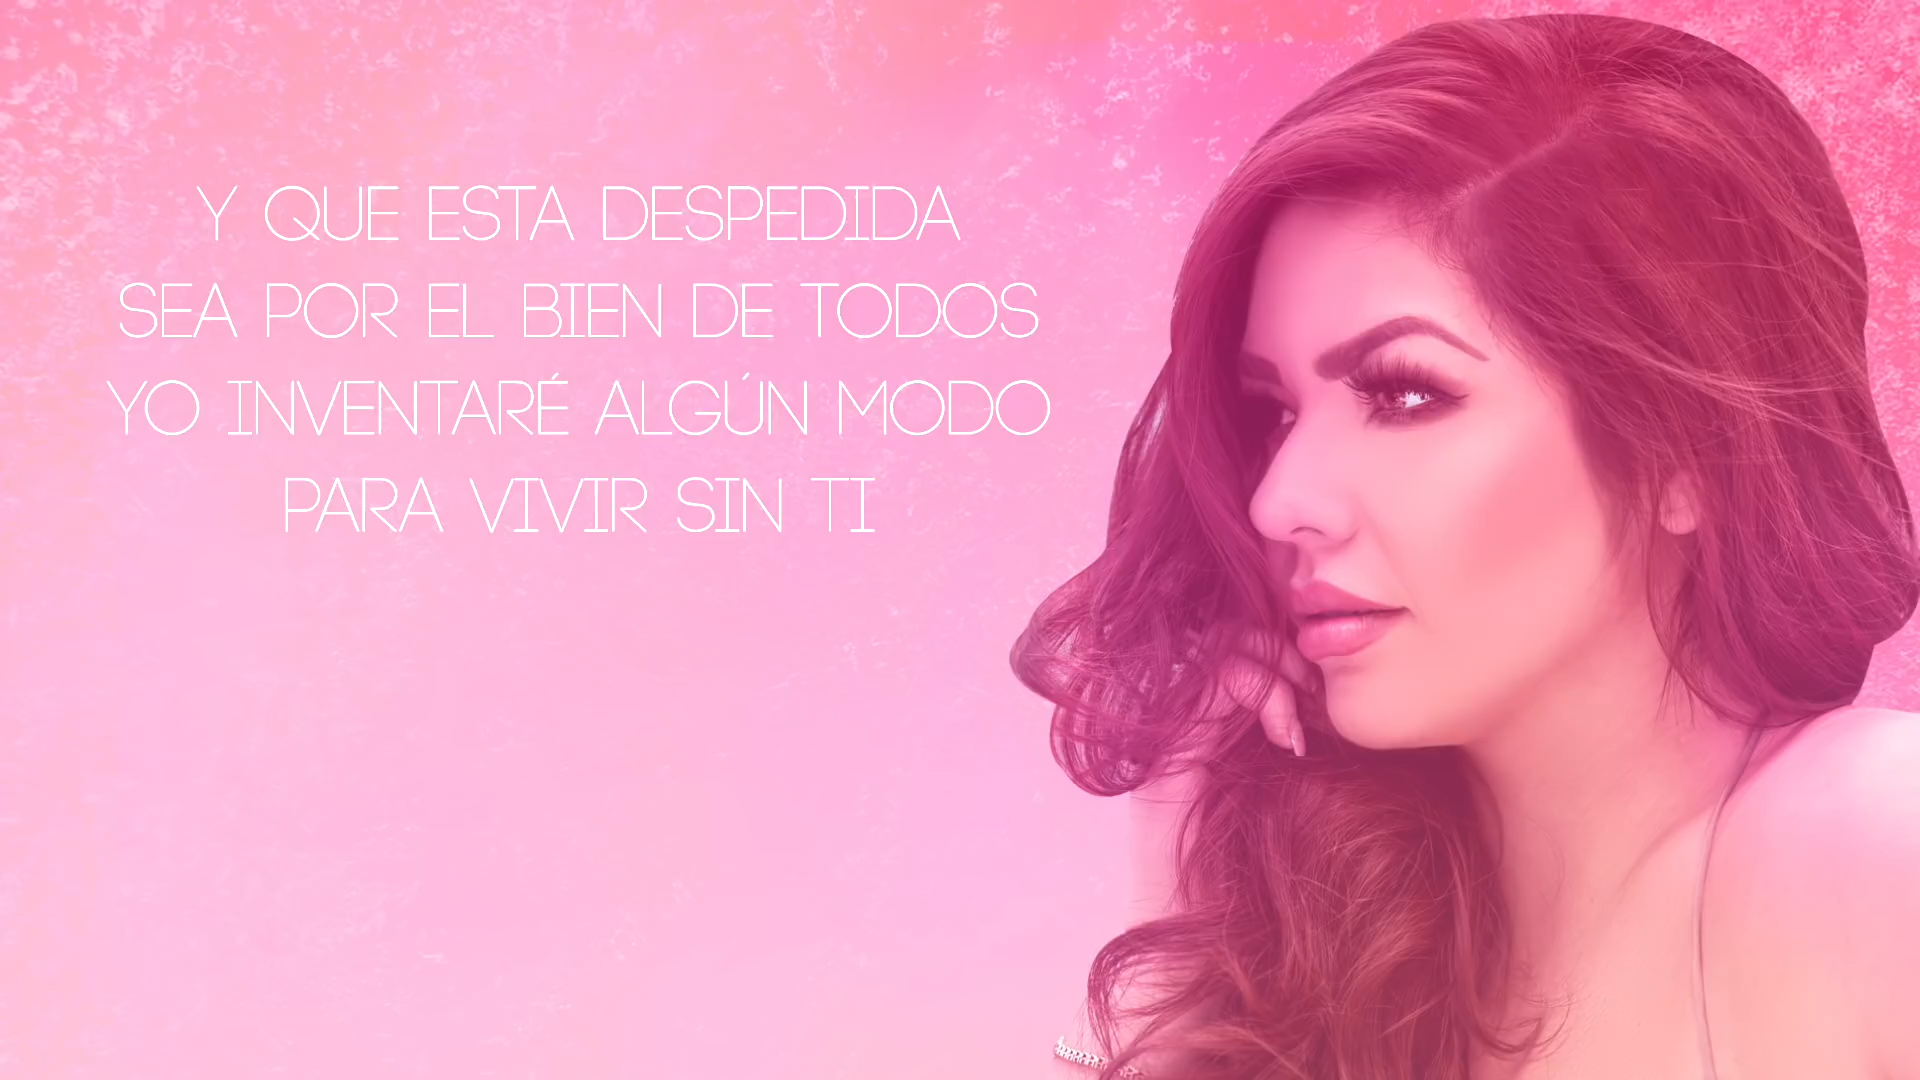 Y QUE ESTA DESPEDIDA
SEA POR EL BIEN DE TODOS
YO INVENTARÉ ALGÚN MODO
PARA VIVIR SIN TI